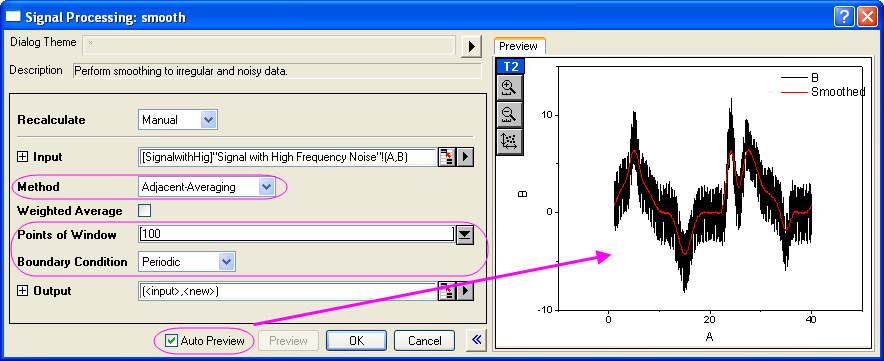 Signal Processing: smooth
Dialog Theme *
Description Perform smoothing to irregular and noisy data.
Recalculate Manual
Input [SignalwithHig]"Signal with High Frequency Noise"!(A,B)
Method Adjacent-Averaging
Weighted Average
Points of Window 100
Boundary Condition Periodic
Output (<input>,<new>)
Auto Preview Preview OK Cancel
Preview
T2
B
Smoothed
10
0
-10
B
0 20 40
A